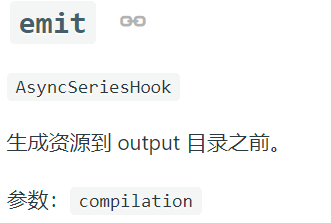 emit
AsyncSeriesHook
生成资源到 output 目录之前。
参数：compilation